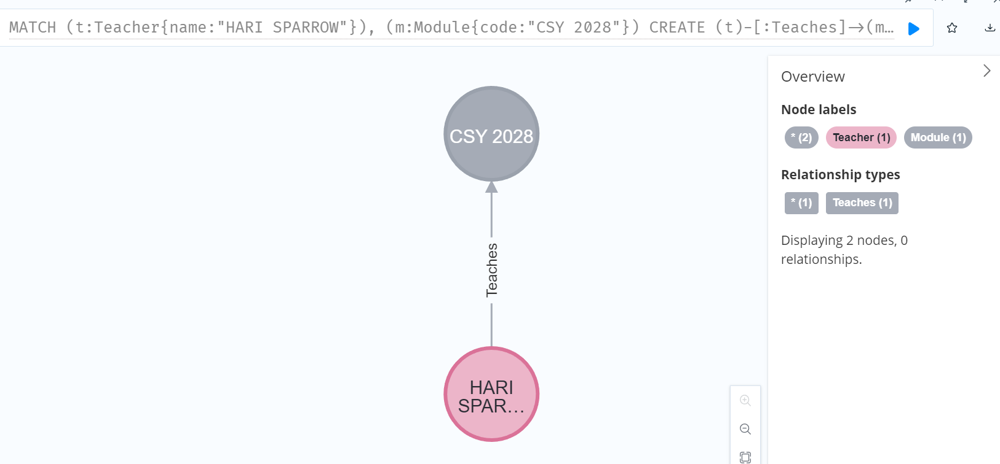 MATCH (t:Teacher{name:"HARI SPARROW"}), (m:Module{code:"CSY 2028"}) CREATE (t)-[:Teaches]->(m…
CSY 2028
Teaches
HARI
SPAR…
Overview
Node labels
* (2) Teacher (1) Module (1)
Relationship types
* (1) Teaches (1)
Displaying 2 nodes, 0
relationships.